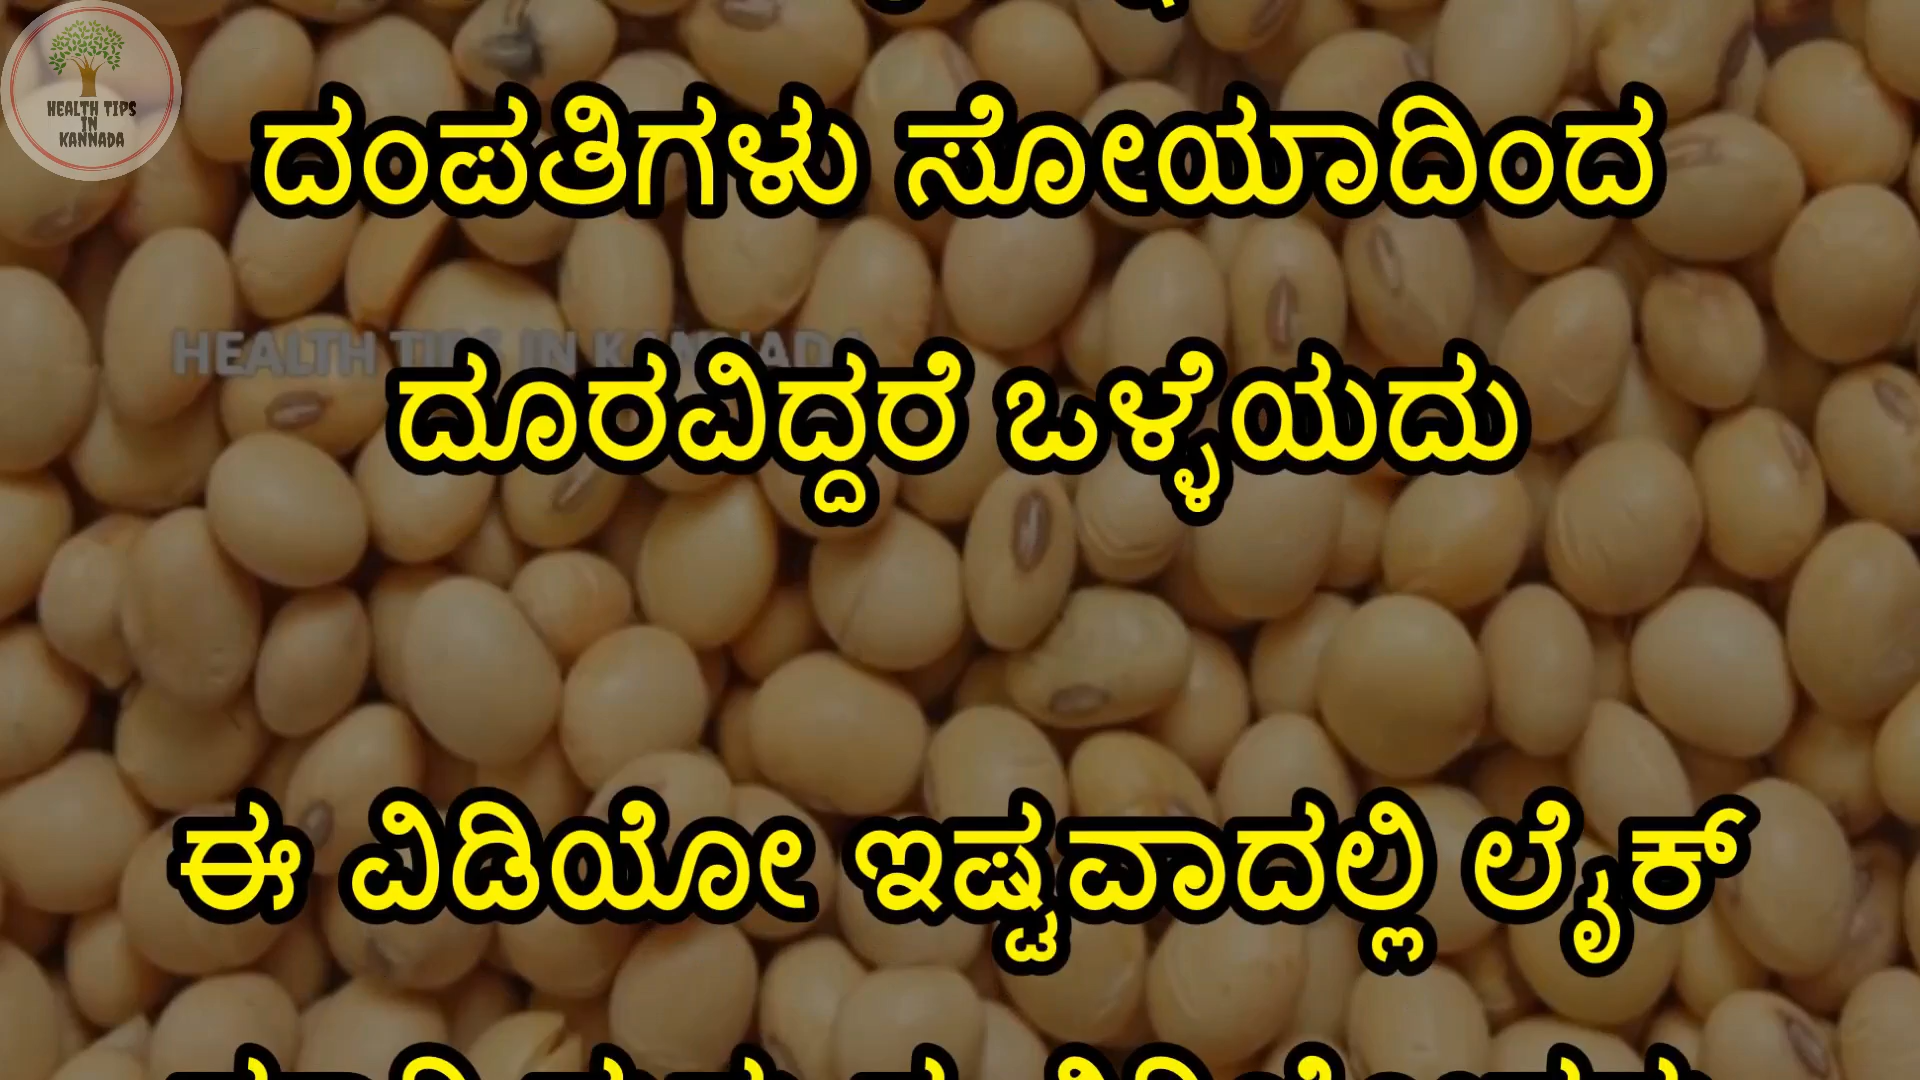 HEALTH TIPS
IN
KANNADA
ದಂಪತಿಗಳು ಸೋಯಾದಿಂದ
HEALTH TIPS IN KANNADA
ದೂರವಿದ್ದರೆ ಒಳ್ಳೆಯದು
ಈ ವಿಡಿಯೋ ಇಷ್ಟವಾದಲ್ಲಿ ಲೈಕ್